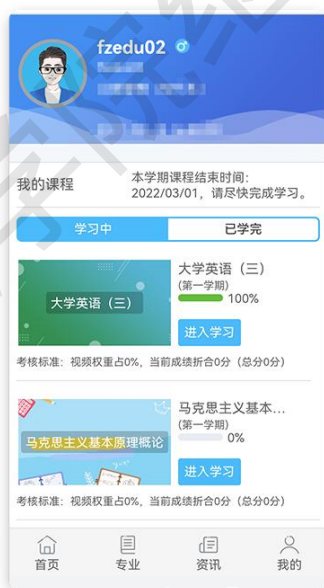 fzedu02
我的课程
本学期课程结束时间：
2022/03/01，请尽快完成学习。
学习中
已学完
大学英语（三）
大学英语（三）
(第一学期)
100%
进入学习
考核标准：视频权重占0%，当前成绩折合0分（总分0分）
马克思主义基本原理概论
马克思主义基本...
(第一学期)
0%
进入学习
考核标准：视频权重占0%，当前成绩折合0分（总分0分）
首页
专业
资讯
我的